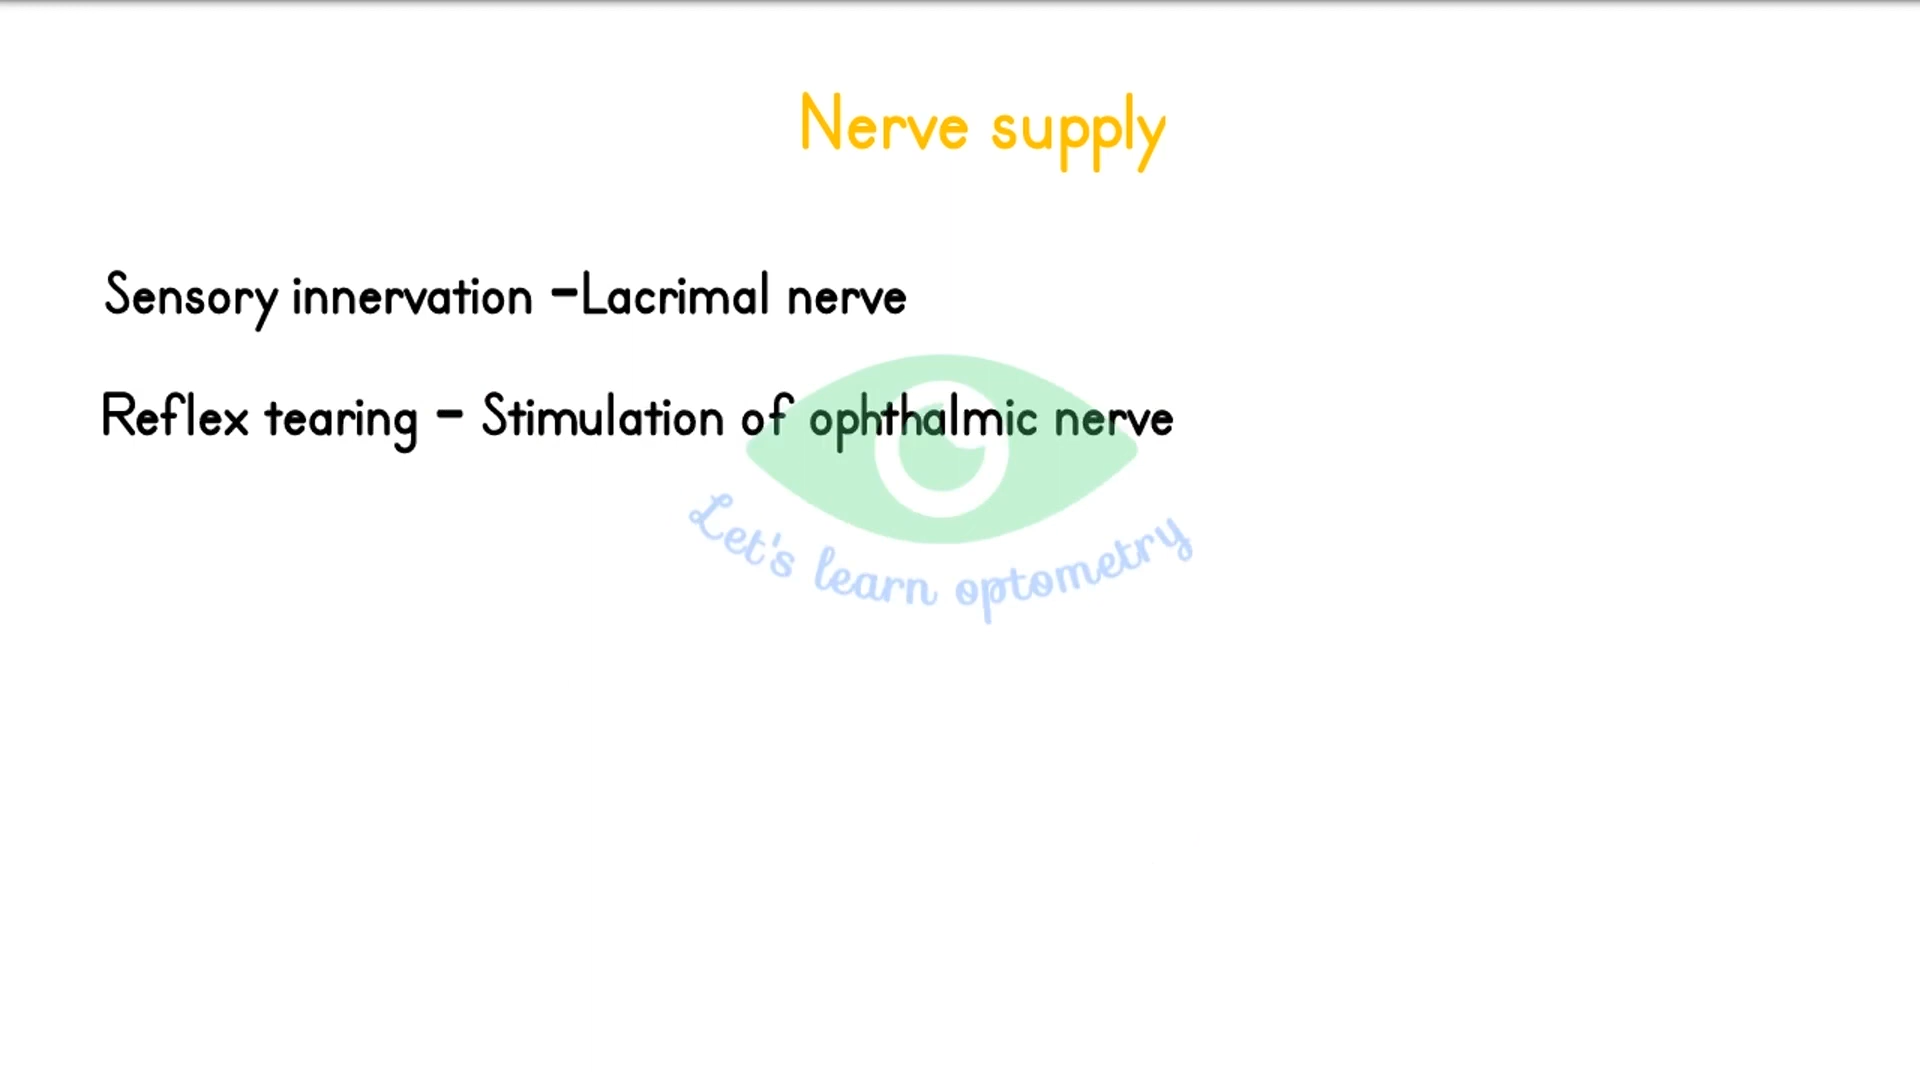 Nerve supply
Sensory innervation -Lacrimal nerve
Reflex tearing - Stimulation of ophthalmic nerve
Let's learn optometry